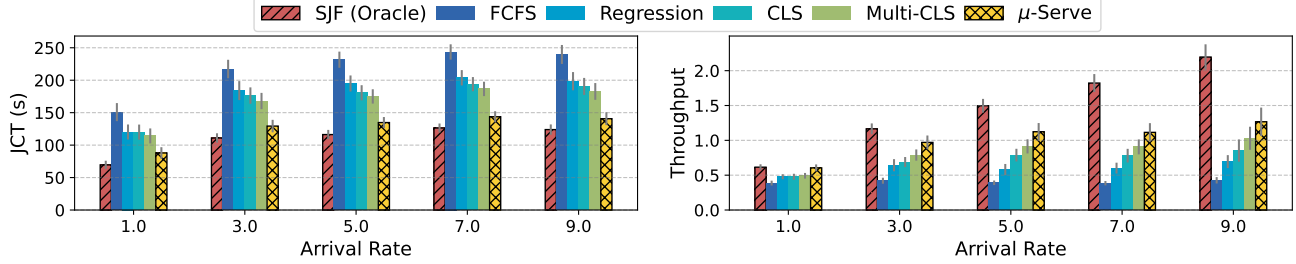 SJF (Oracle) FCFS Regression CLS Multi-CLS μ-Serve
JCT (s)
250
200
150
100
50
0
1.0 3.0 5.0 7.0 9.0
Arrival Rate
Throughput
2.0
1.5
1.0
0.5
0.0
1.0 3.0 5.0 7.0 9.0
Arrival Rate